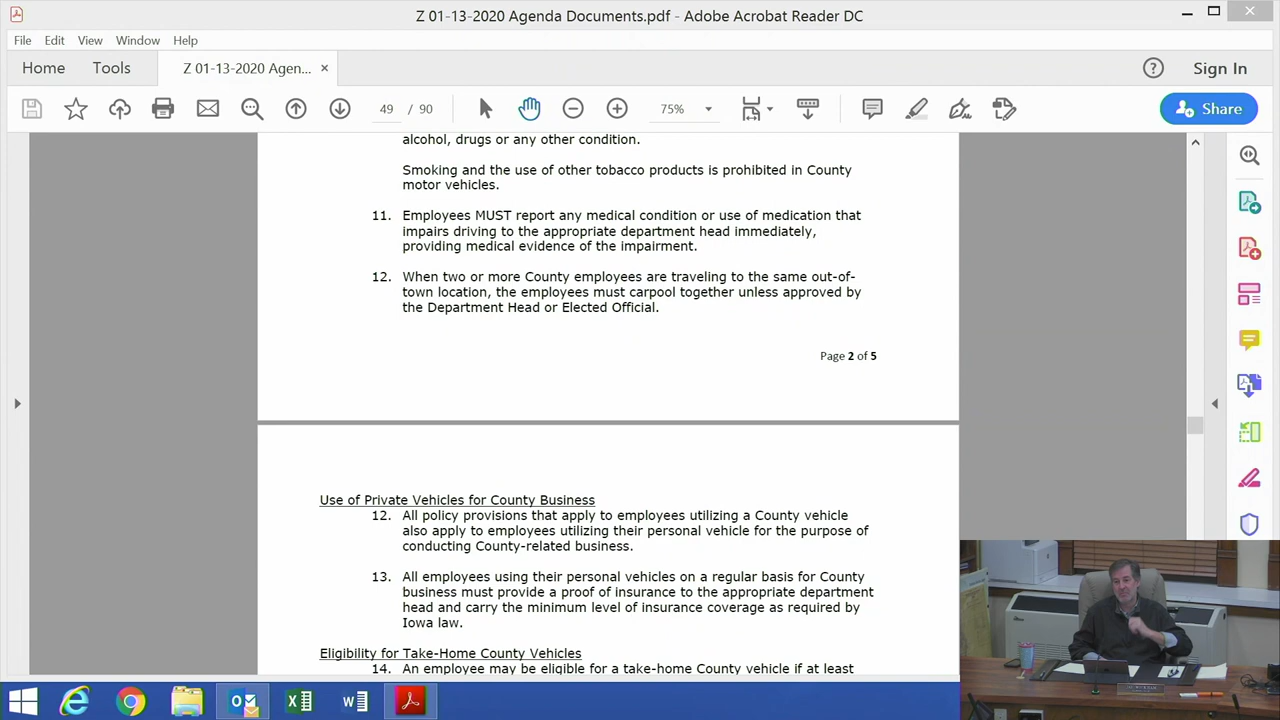 Z 01-13-2020 Agenda Documents.pdf - Adobe Acrobat Reader DC
File Edit View Window Help
Home Tools Z 01-13-2020 Agen... × Sign In
49 / 90 75% Share
alcohol, drugs or any other condition.
Smoking and the use of other tobacco products is prohibited in County
motor vehicles.
11. Employees MUST report any medical condition or use of medication that
impairs driving to the appropriate department head immediately,
providing medical evidence of the impairment.
12. When two or more County employees are traveling to the same out-of-
town location, the employees must carpool together unless approved by
the Department Head or Elected Official.
Page 2 of 5
Use of Private Vehicles for County Business
12. All policy provisions that apply to employees utilizing a County vehicle
also apply to employees utilizing their personal vehicle for the purpose of
conducting County-related business.
13. All employees using their personal vehicles on a regular basis for County
business must provide a proof of insurance to the appropriate department
head and carry the minimum level of insurance coverage as required by
Iowa law.
Eligibility for Take-Home County Vehicles
14. An employee may be eligible for a take-home County vehicle if at least